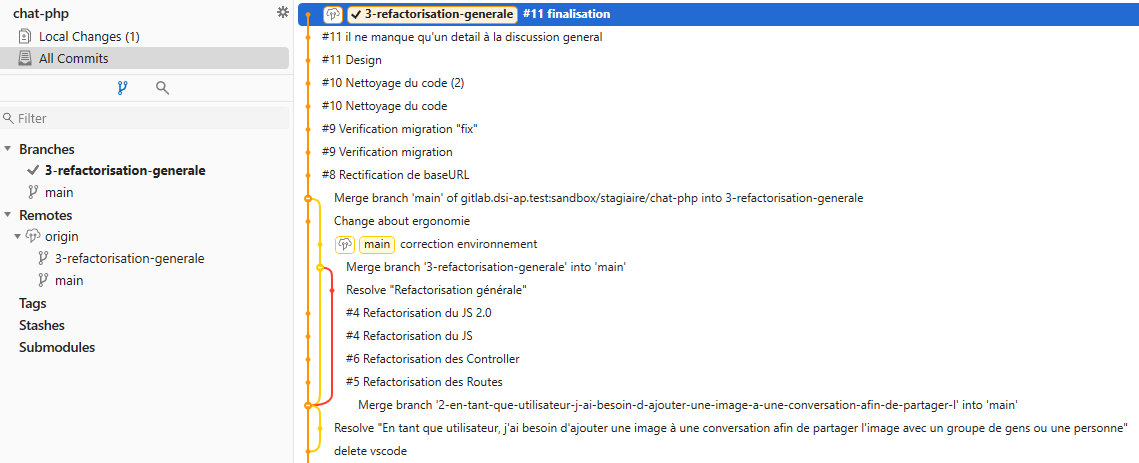 chat-php
Local Changes (1)
All Commits
Filter
Branches
3-refactorisation-generale
main
Remotes
origin
3-refactorisation-generale
main
Tags
Stashes
Submodules
3-refactorisation-generale #11 finalisation
#11 il ne manque qu'un detail à la discussion general
#11 Design
#10 Nettoyage du code (2)
#10 Nettoyage du code
#9 Verification migration "fix"
#9 Verification migration
#8 Rectification de baseURL
Merge branch 'main' of gitlab.dsi-ap.test:sandbox/stagiaire/chat-php into 3-refactorisation-generale
Change about ergonomie
main correction environnement
Merge branch '3-refactorisation-generale' into 'main'
Resolve "Refactorisation générale"
#4 Refactorisation du JS 2.0
#4 Refactorisation du JS
#6 Refactorisation des Controller
#5 Refactorisation des Routes
Merge branch '2-en-tant-que-utilisateur-j-ai-besoin-d-ajouter-une-image-a-une-conversation-afin-de-partager-l' into 'main'
Resolve "En tant que utilisateur, j'ai besoin d'ajouter une image à une conversation afin de partager l'image avec un groupe de gens ou une personne"
delete vscode